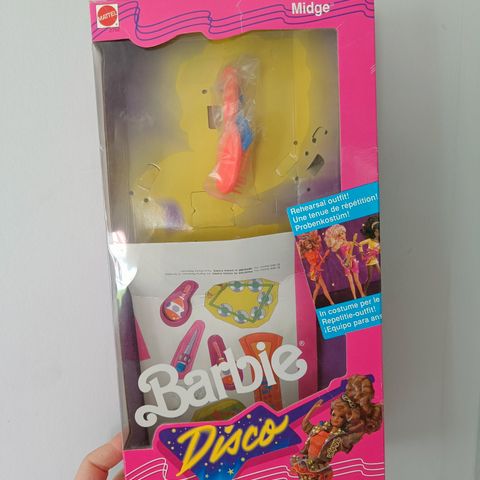 MATTEL
Midge
Rehearsal outfit!
Une tenue de répétition!
Probenkostüm!
In costume per le
Repetitie-outfit!
¡Equipo para ans
Barbie®
Disco